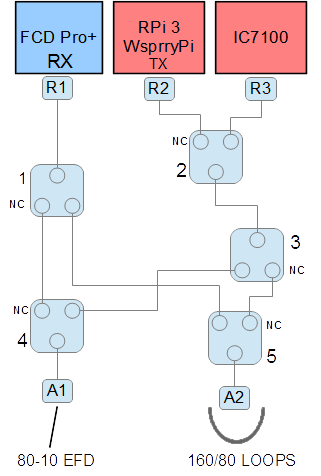 FCD Pro+
RX
RPi 3
WsprryPi
TX
IC7100
R1
R2
R3
NC
1
2
NC
3
NC
NC
4
NC
5
A1
A2
80-10 EFD
160/80 LOOPS